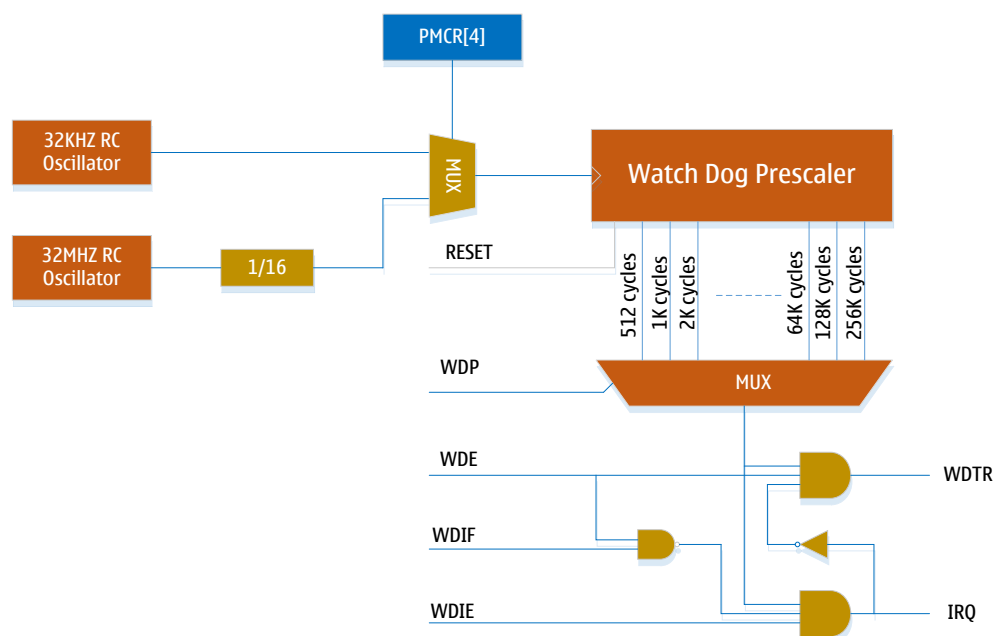 PMCR[4]
32KHZ RC
Oscillator
MUX
Watch Dog Prescaler
32MHZ RC
Oscillator
1/16
RESET
512 cycles
1K cycles
2K cycles
64K cycles
128K cycles
256K cycles
WDP
MUX
WDE
WDTR
WDIF
WDIE
IRQ